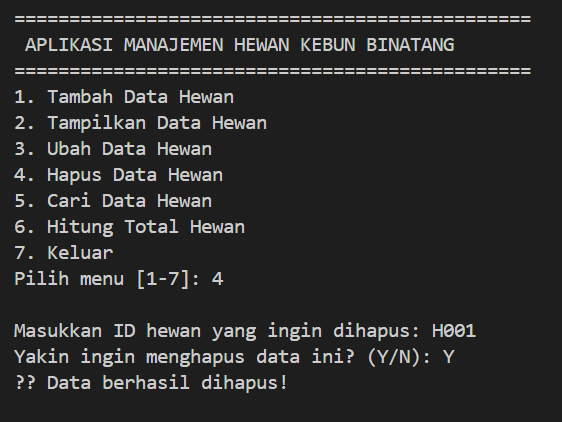 ===============================================
APLIKASI MANAJEMEN HEWAN KEBUN BINATANG
===============================================
1. Tambah Data Hewan
2. Tampilkan Data Hewan
3. Ubah Data Hewan
4. Hapus Data Hewan
5. Cari Data Hewan
6. Hitung Total Hewan
7. Keluar
Pilih menu [1-7]: 4
Masukkan ID hewan yang ingin dihapus: H001
Yakin ingin menghapus data ini? (Y/N): Y
?? Data berhasil dihapus!